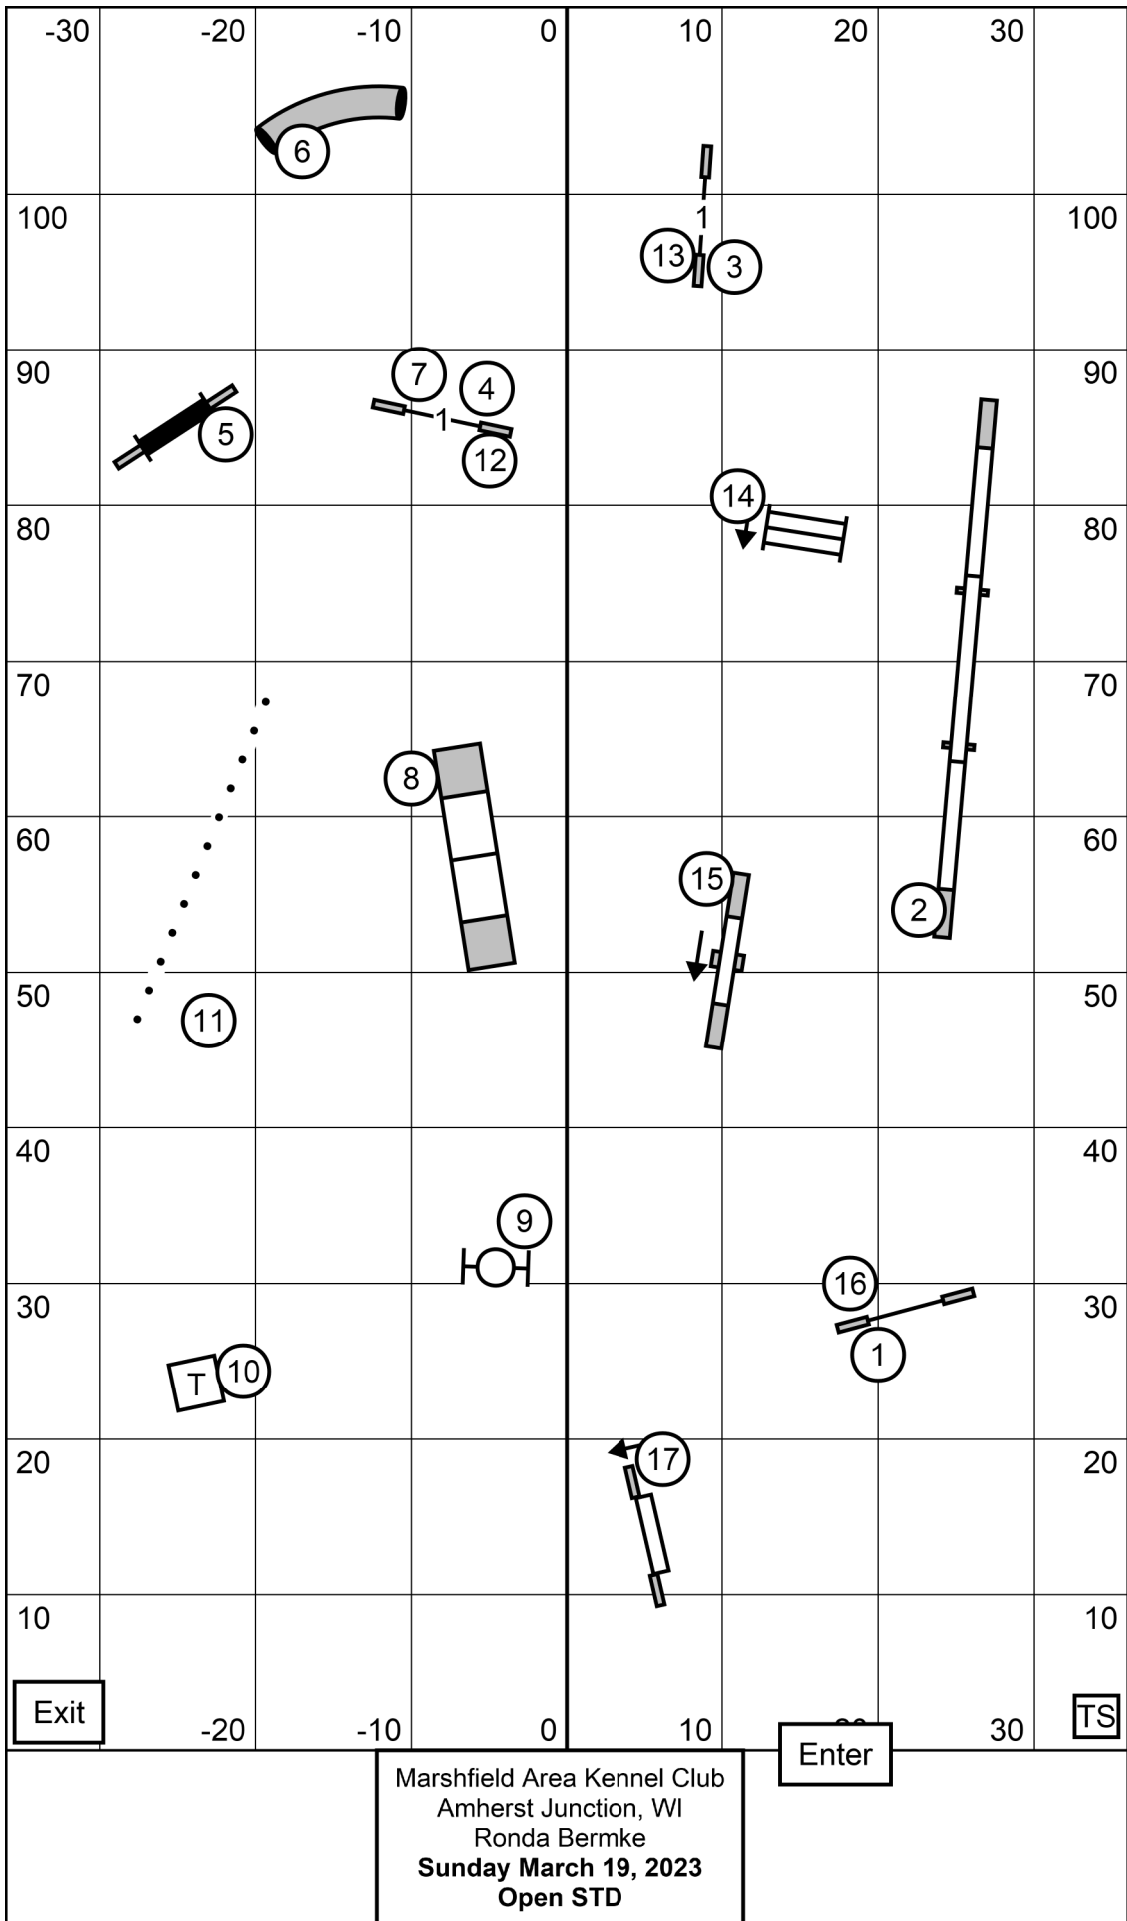 -30 -20 -10 0 10 20 30
6
100 1 100
13 3
90 7 4 90
5 1 12
14
80 80
70 70
8
60 60
15
2
50 11 50
40 40
9
16
30 30
10 T 1
20 17 20
10 10
Exit TS
-20 -10 0 10 30
Enter
Marshfield Area Kennel Club
Amherst Junction, WI
Ronda Bermke
Sunday March 19, 2023
Open STD